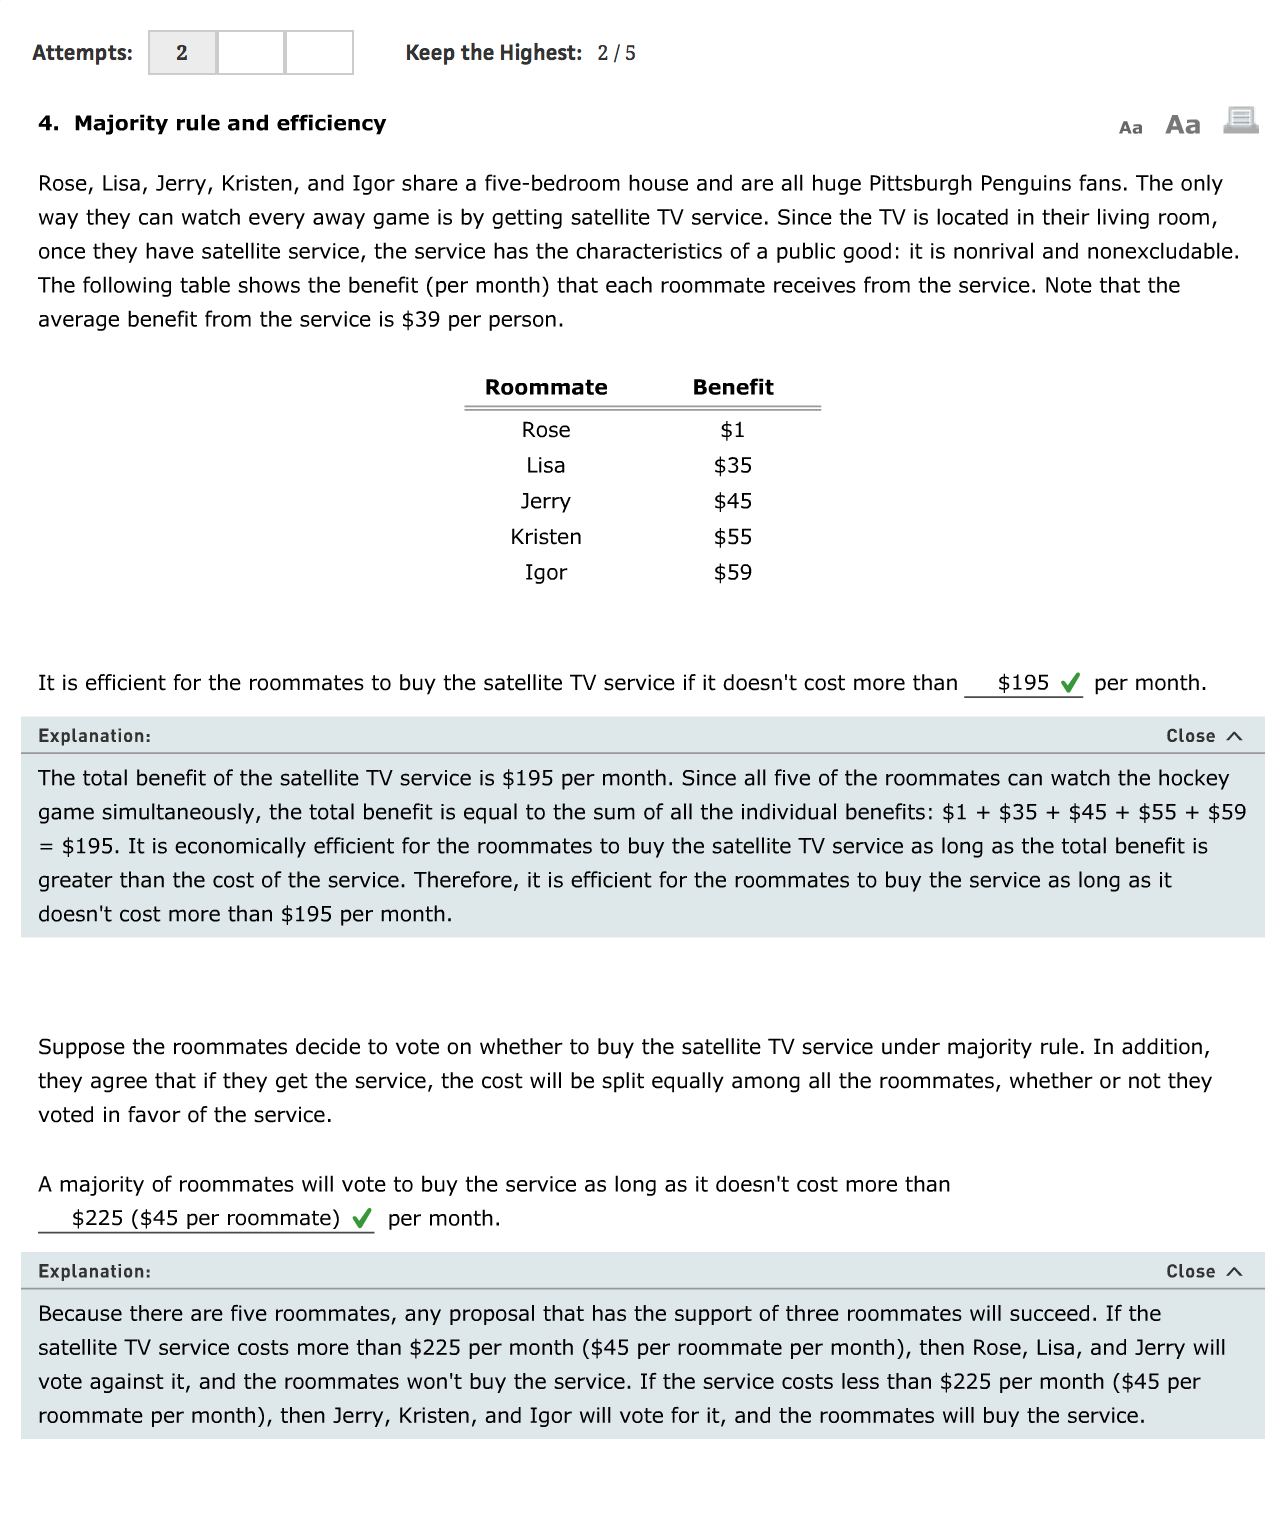 Attempts: 2 Keep the Highest: 2 / 5
4. Majority rule and efficiency Aa Aa
Rose, Lisa, Jerry, Kristen, and Igor share a five-bedroom house and are all huge Pittsburgh Penguins fans. The only
way they can watch every away game is by getting satellite TV service. Since the TV is located in their living room,
once they have satellite service, the service has the characteristics of a public good: it is nonrival and nonexcludable.
The following table shows the benefit (per month) that each roommate receives from the service. Note that the
average benefit from the service is $39 per person.
Roommate Benefit
Rose $1
Lisa $35
Jerry $45
Kristen $55
Igor $59
It is efficient for the roommates to buy the satellite TV service if it doesn't cost more than $195 ✔ per month.
Explanation: Close
The total benefit of the satellite TV service is $195 per month. Since all five of the roommates can watch the hockey
game simultaneously, the total benefit is equal to the sum of all the individual benefits: $1 + $35 + $45 + $55 + $59
= $195. It is economically efficient for the roommates to buy the satellite TV service as long as the total benefit is
greater than the cost of the service. Therefore, it is efficient for the roommates to buy the service as long as it
doesn't cost more than $195 per month.
Suppose the roommates decide to vote on whether to buy the satellite TV service under majority rule. In addition,
they agree that if they get the service, the cost will be split equally among all the roommates, whether or not they
voted in favor of the service.
A majority of roommates will vote to buy the service as long as it doesn't cost more than
$225 ($45 per roommate) ✔ per month.
Explanation: Close
Because there are five roommates, any proposal that has the support of three roommates will succeed. If the
satellite TV service costs more than $225 per month ($45 per roommate per month), then Rose, Lisa, and Jerry will
vote against it, and the roommates won't buy the service. If the service costs less than $225 per month ($45 per
roommate per month), then Jerry, Kristen, and Igor will vote for it, and the roommates will buy the service.